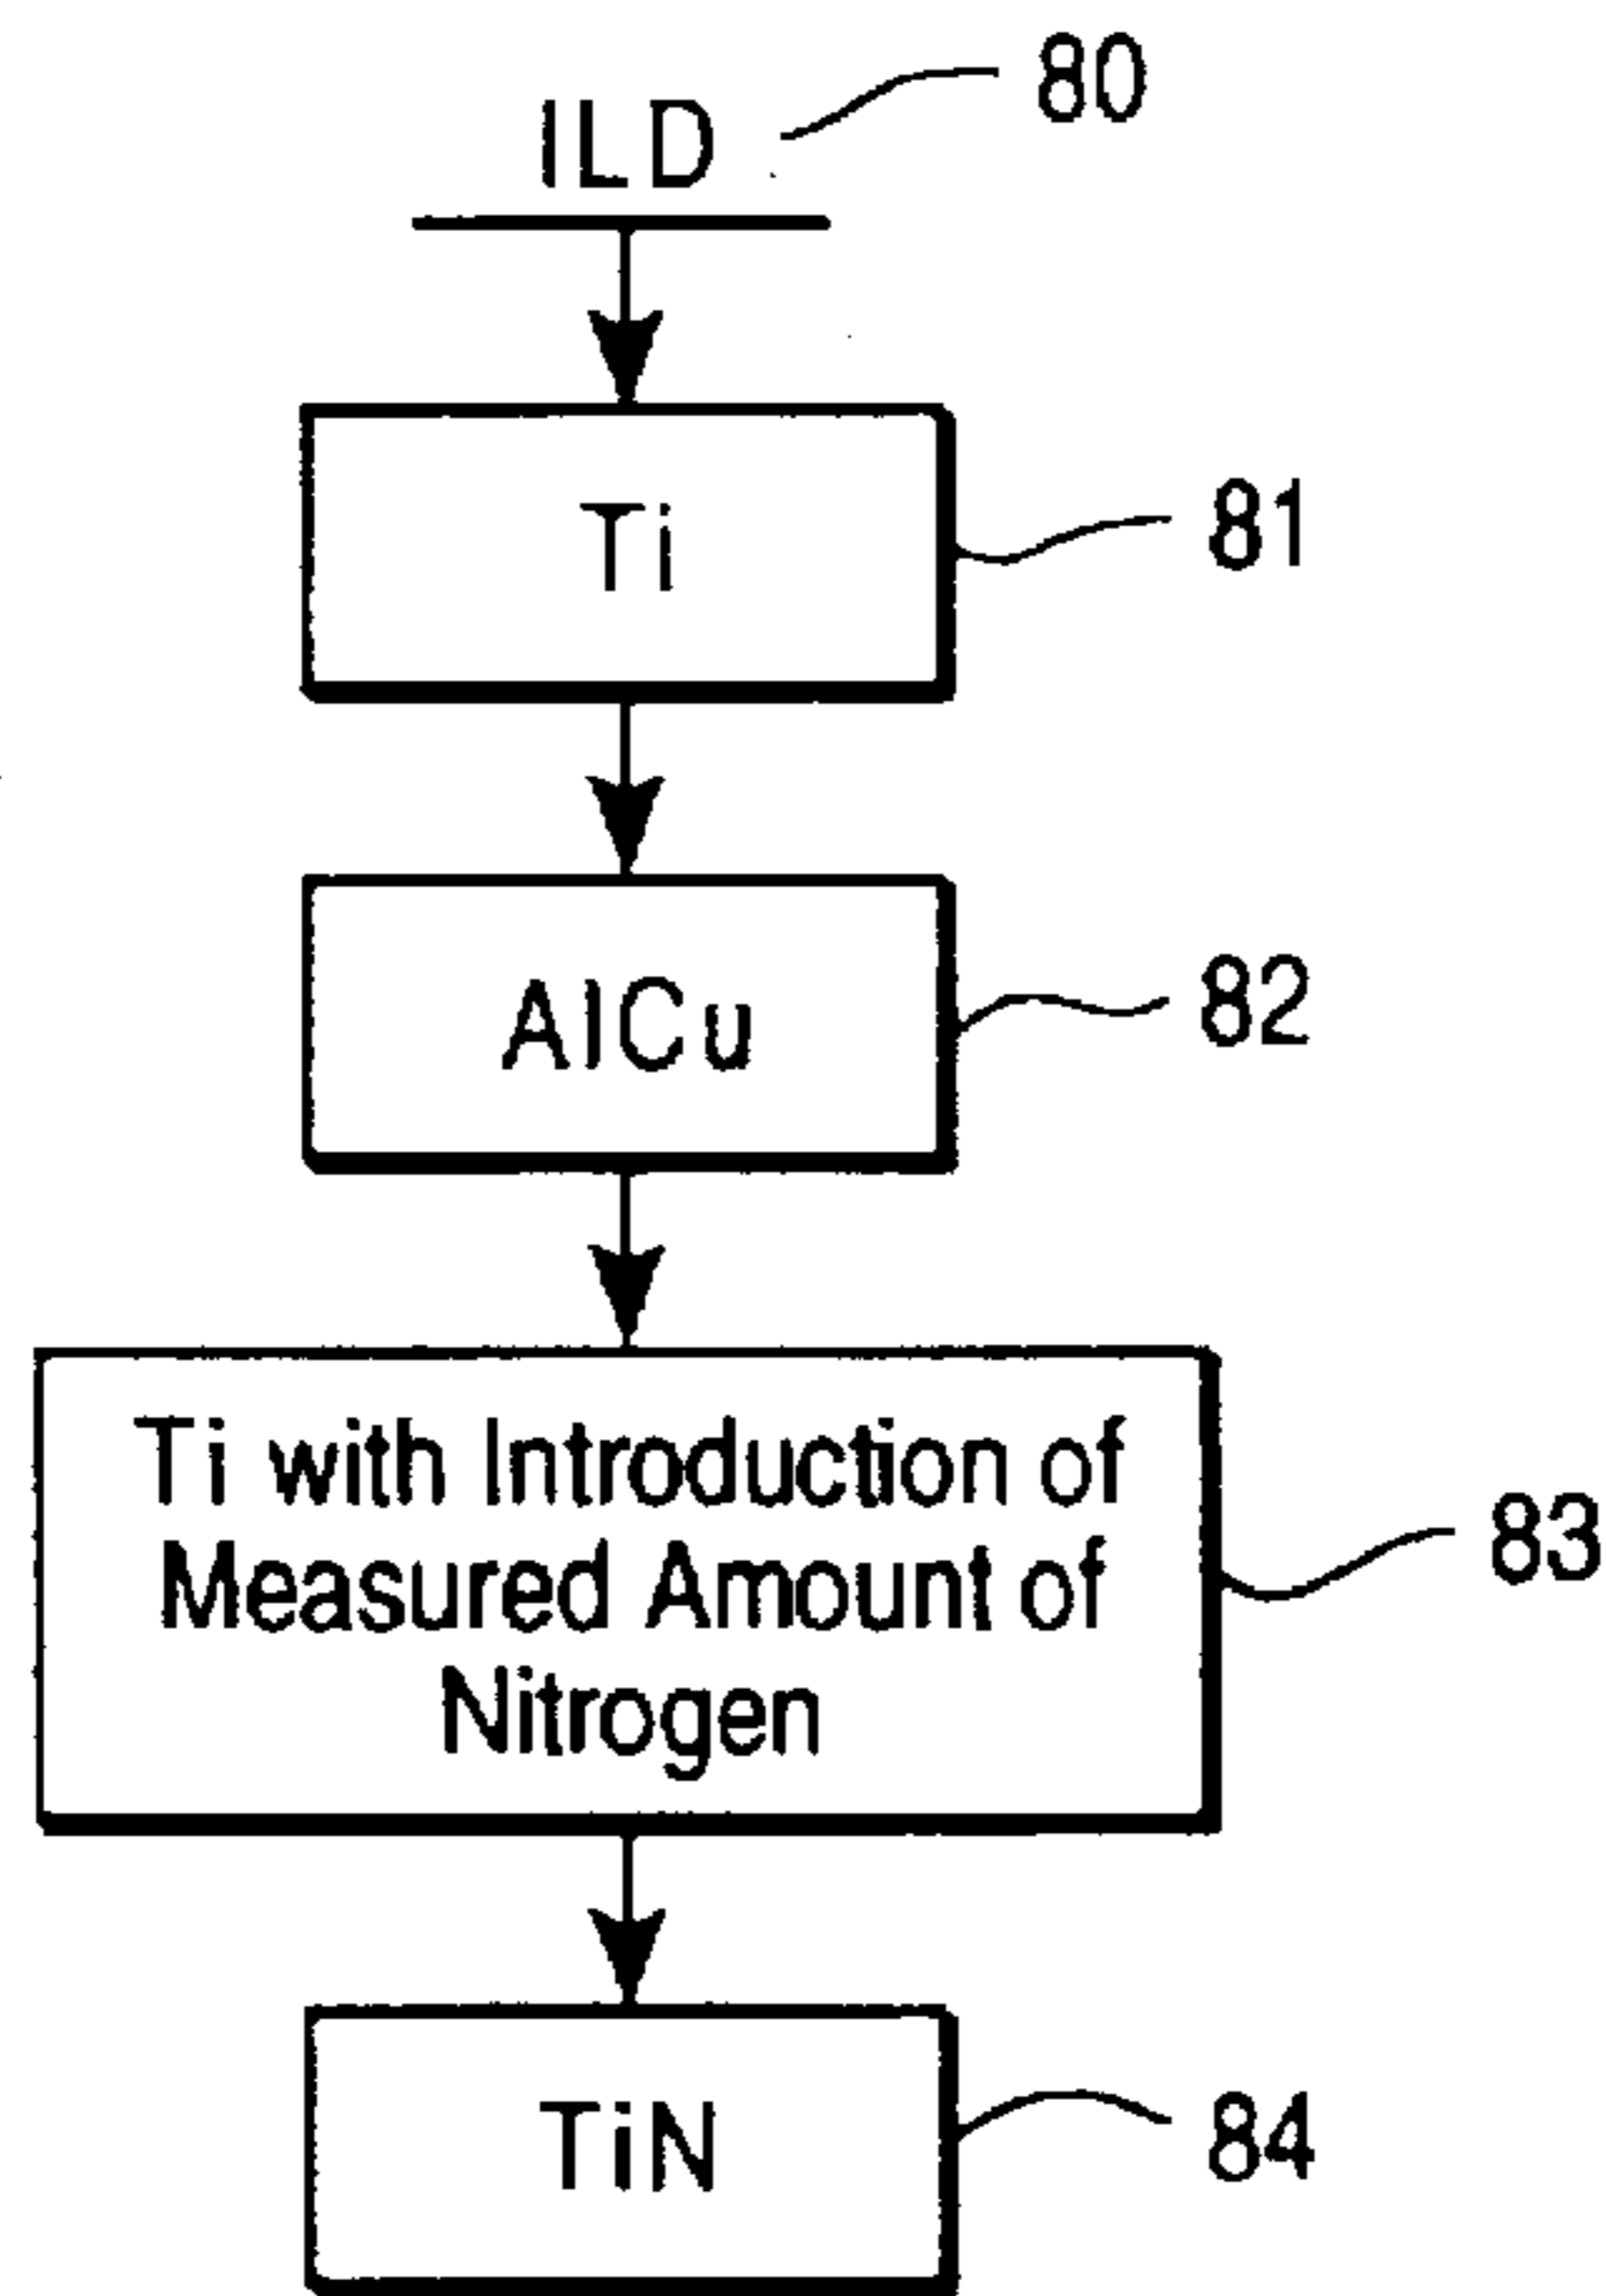 ILD 80
Ti 81
AlCu 82
Ti with Introduction of
Measured Amount of
Nitrogen
83
TiN 84